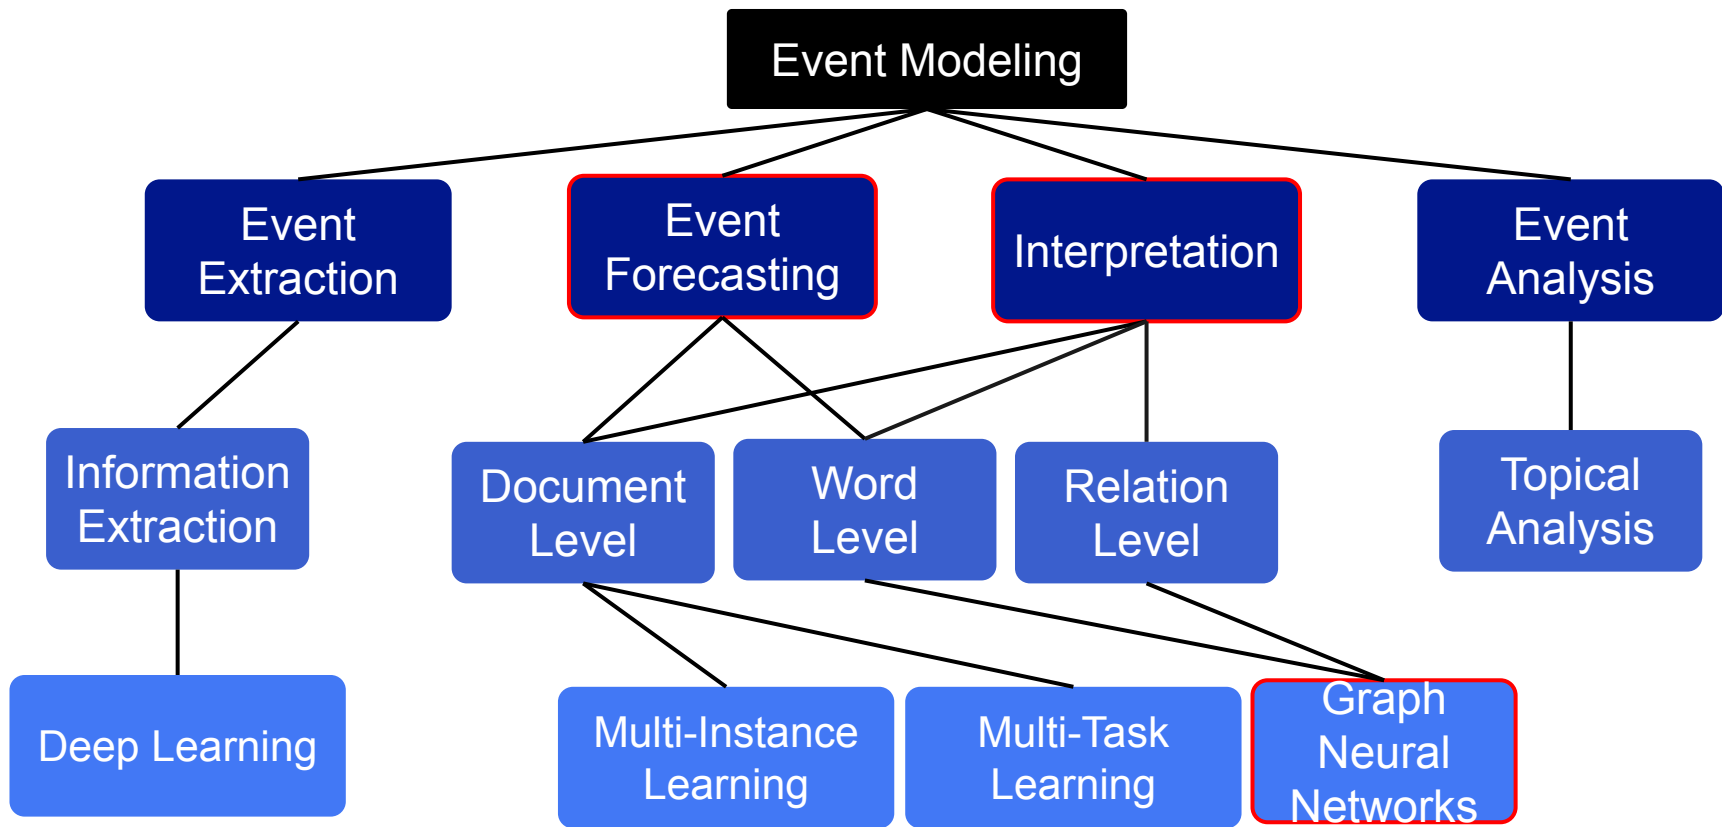 Event Modeling
Event
Extraction
Event
Forecasting
Interpretation
Event
Analysis
Information
Extraction
Document
Level
Word
Level
Relation
Level
Topical
Analysis
Deep Learning
Multi-Instance
Learning
Multi-Task
Learning
Graph
Neural
Networks